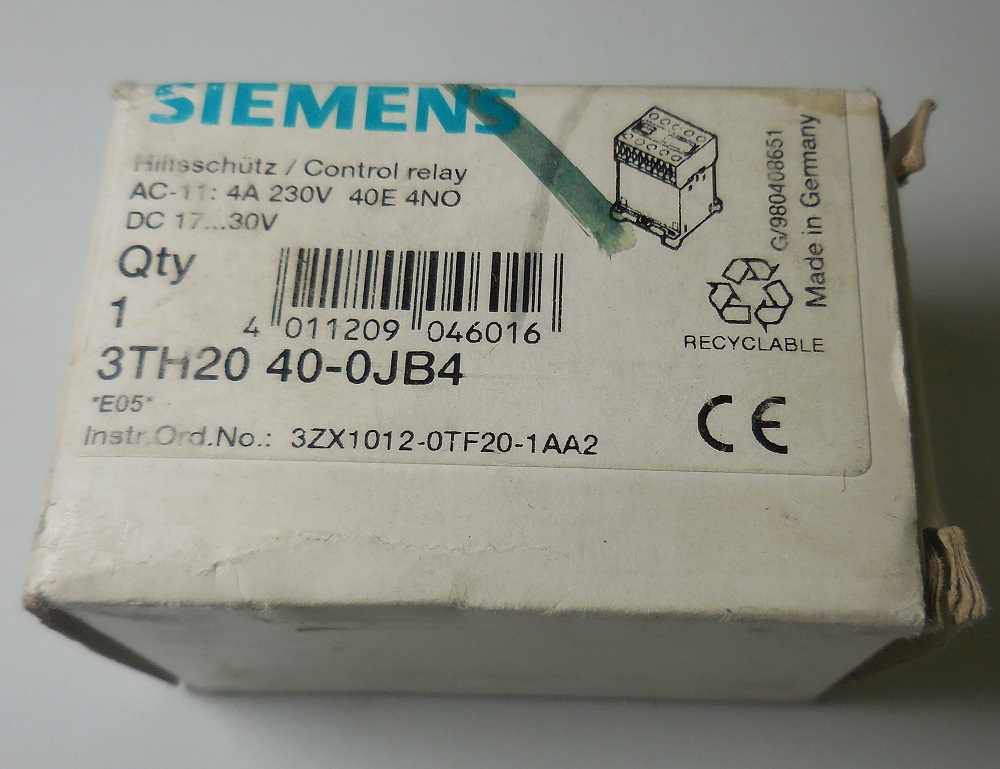 SIEMENS
Hilfsschütz / Control relay
AC-11: 4A 230V 40E 4NO
DC 17...30V
Qty
1
4 011209 046016
3TH20 40-0JB4
*E05*
Instr.Ord.No.: 3ZX1012-0TF20-1AA2
RECYCLABLE
CE
G/980408651
Made in Germany